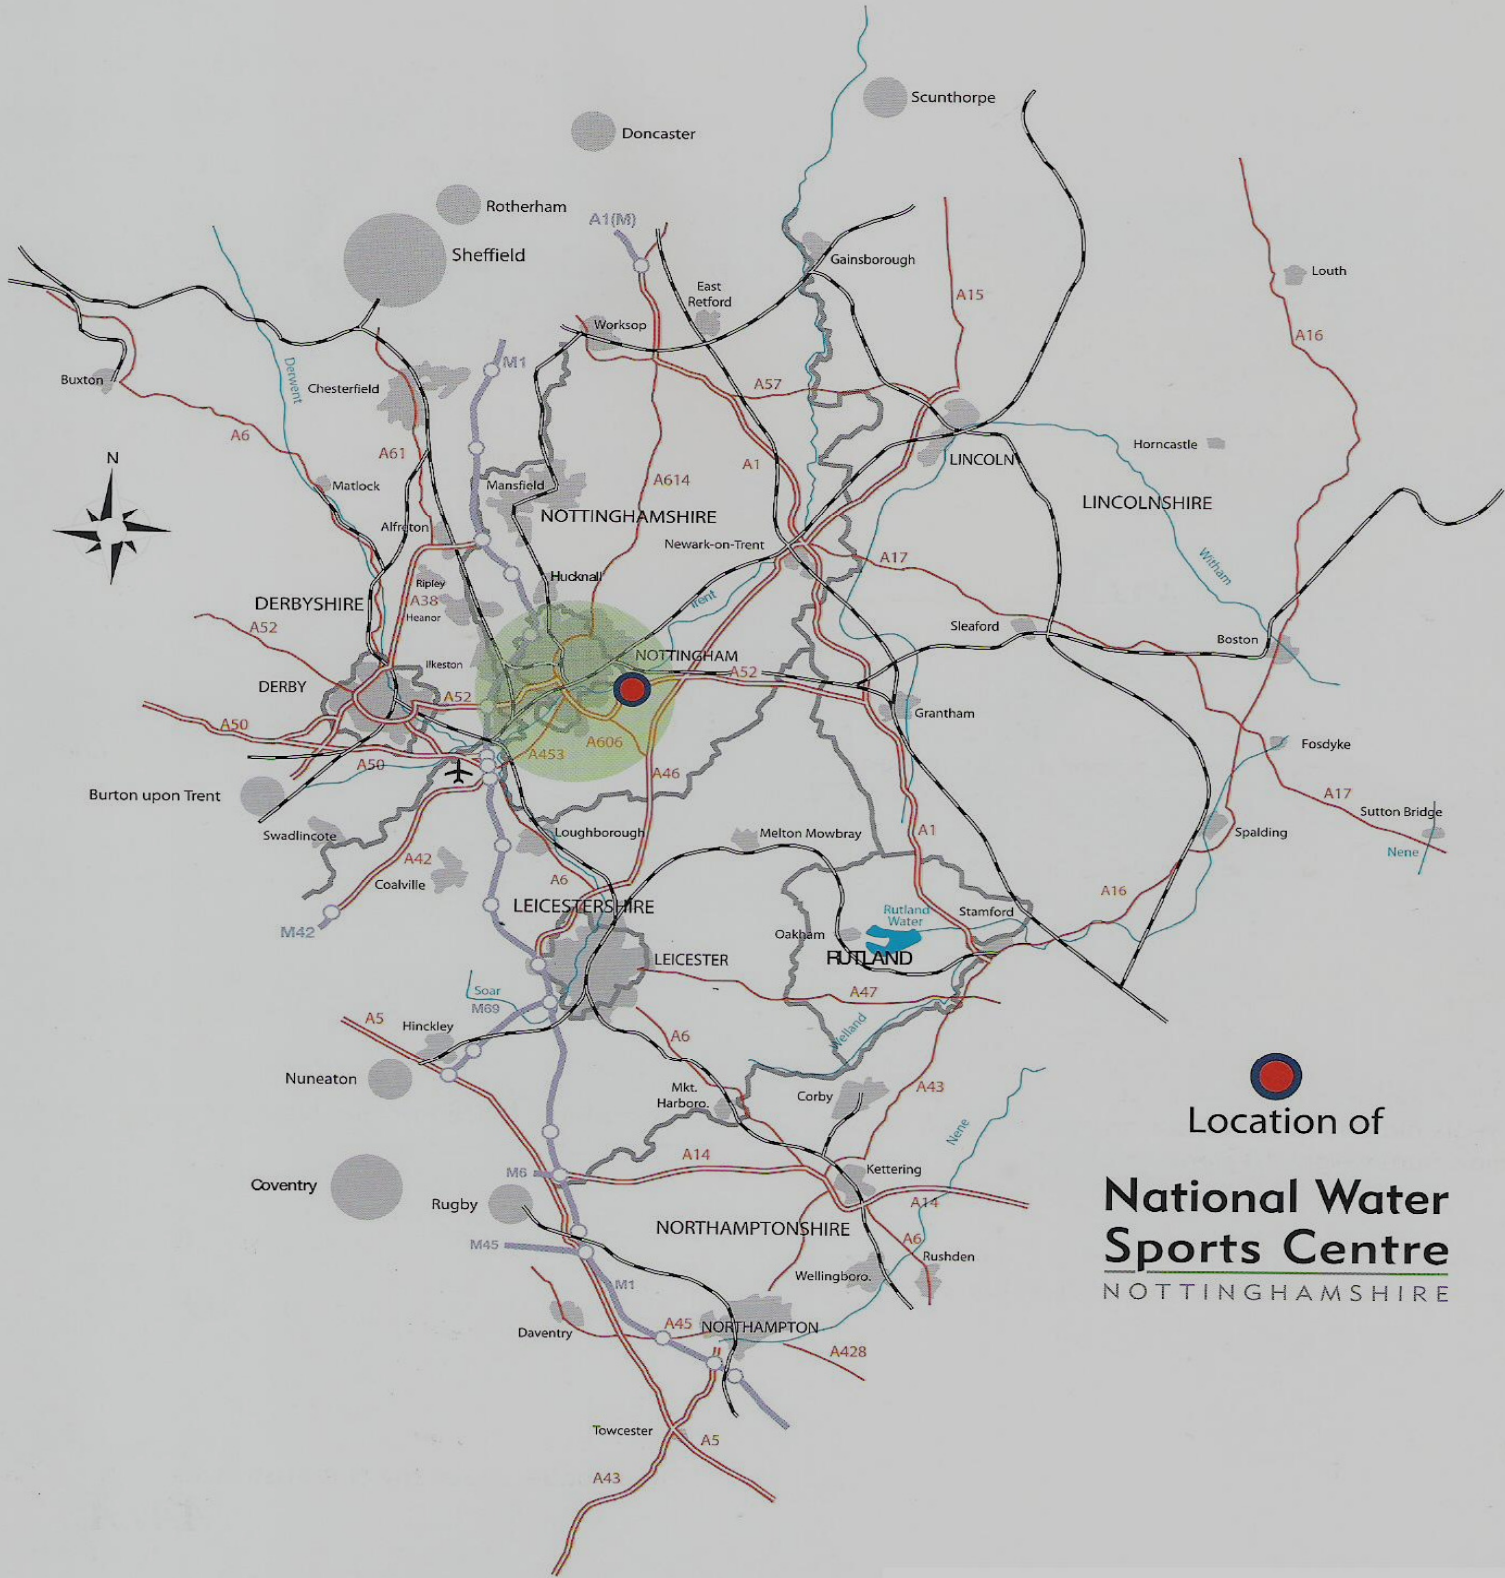 Scunthorpe
Doncaster
Rotherham
A1(M)
Sheffield
Gainsborough
Louth
East
Retford
A15
Worksop
A16
M1
Derwent
Buxton
Chesterfield
A57
A6
A61
Horncastle
N
A1
LINCOLN
Matlock
Mansfield
A614
LINCOLNSHIRE
NOTTINGHAMSHIRE
Alfreton
Newark-on-Trent
A17
Witham
Ripley
Hucknall
DERBYSHIRE
A38
Trent
Heanor
A52
Sleaford
Boston
Ilkeston
NOTTINGHAM
DERBY
A52
A52
Grantham
A50
A606
A453
Fosdyke
A50
A46
Burton upon Trent
A17
Sutton Bridge
Swadlincote
Loughborough
Melton Mowbray
A1
Spalding
Nene
A42
Coalville
A6
A16
LEICESTERSHIRE
Rutland
Water
Stamford
M42
Oakham
RUTLAND
LEICESTER
Soar
A47
M69
A5
Hinckley
A6
Welland
Nuneaton
Mkt.
Harboro.
Corby
A43
Location of
Nene
A14
M6
Kettering
Coventry
Rugby
A14
National Water
Sports Centre
NOTTINGHAMSHIRE
NORTHAMPTONSHIRE
A6
M45
Rushden
Wellingboro.
M1
Daventry
A45
NORTHAMPTON
A428
Towcester
A5
A43